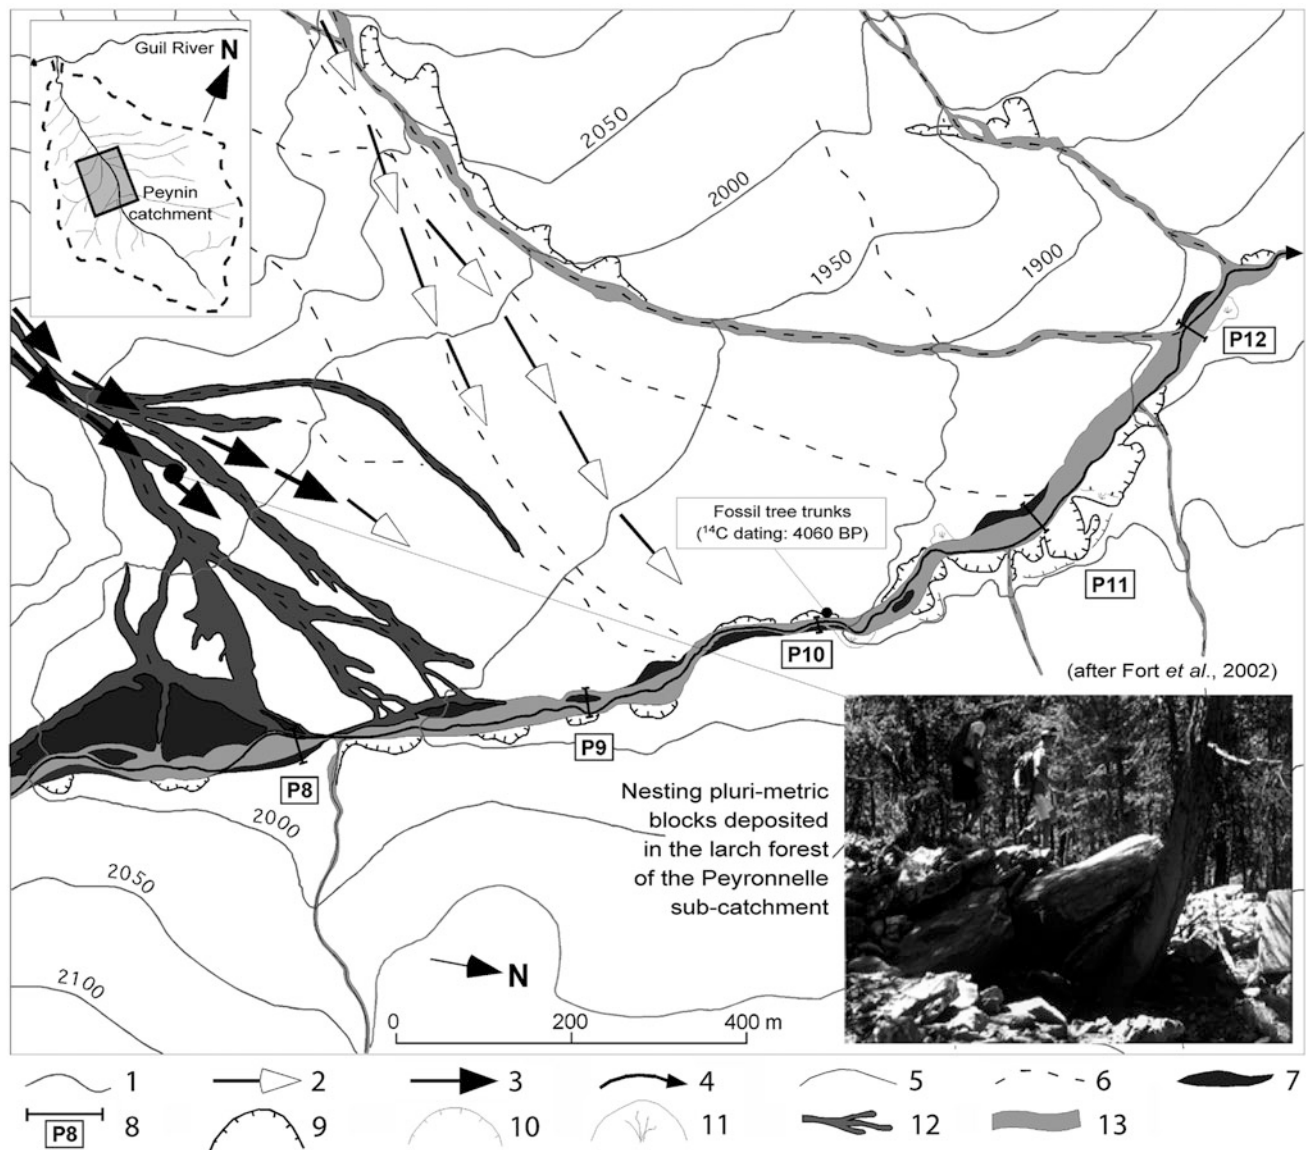 Guil River N
Peynin
catchment
2050
2000
1950
1900
P12
Fossil tree trunks
(¹⁴C dating: 4060 BP)
P11
P10
(after Fort et al., 2002)
P9
P8
Nesting pluri-metric
blocks deposited
in the larch forest
of the Peyronnelle
sub-catchment
2000
2050
2100
N
0 200 400 m
1 2 3 4 5 6 7
P8 8 9 10 11 12 13